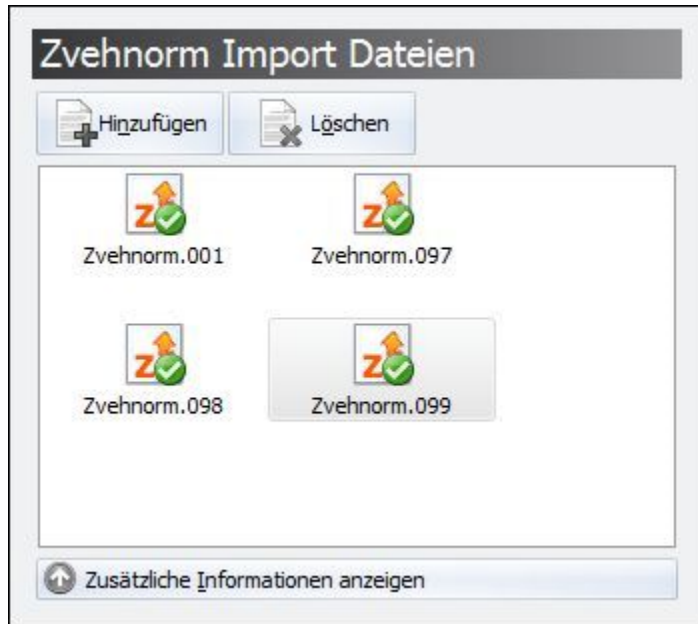 Zvehnorm Import Dateien
Hinzufügen Löschen
Zvehnorm.001 Zvehnorm.097
Zvehnorm.098 Zvehnorm.099
Zusätzliche Informationen anzeigen